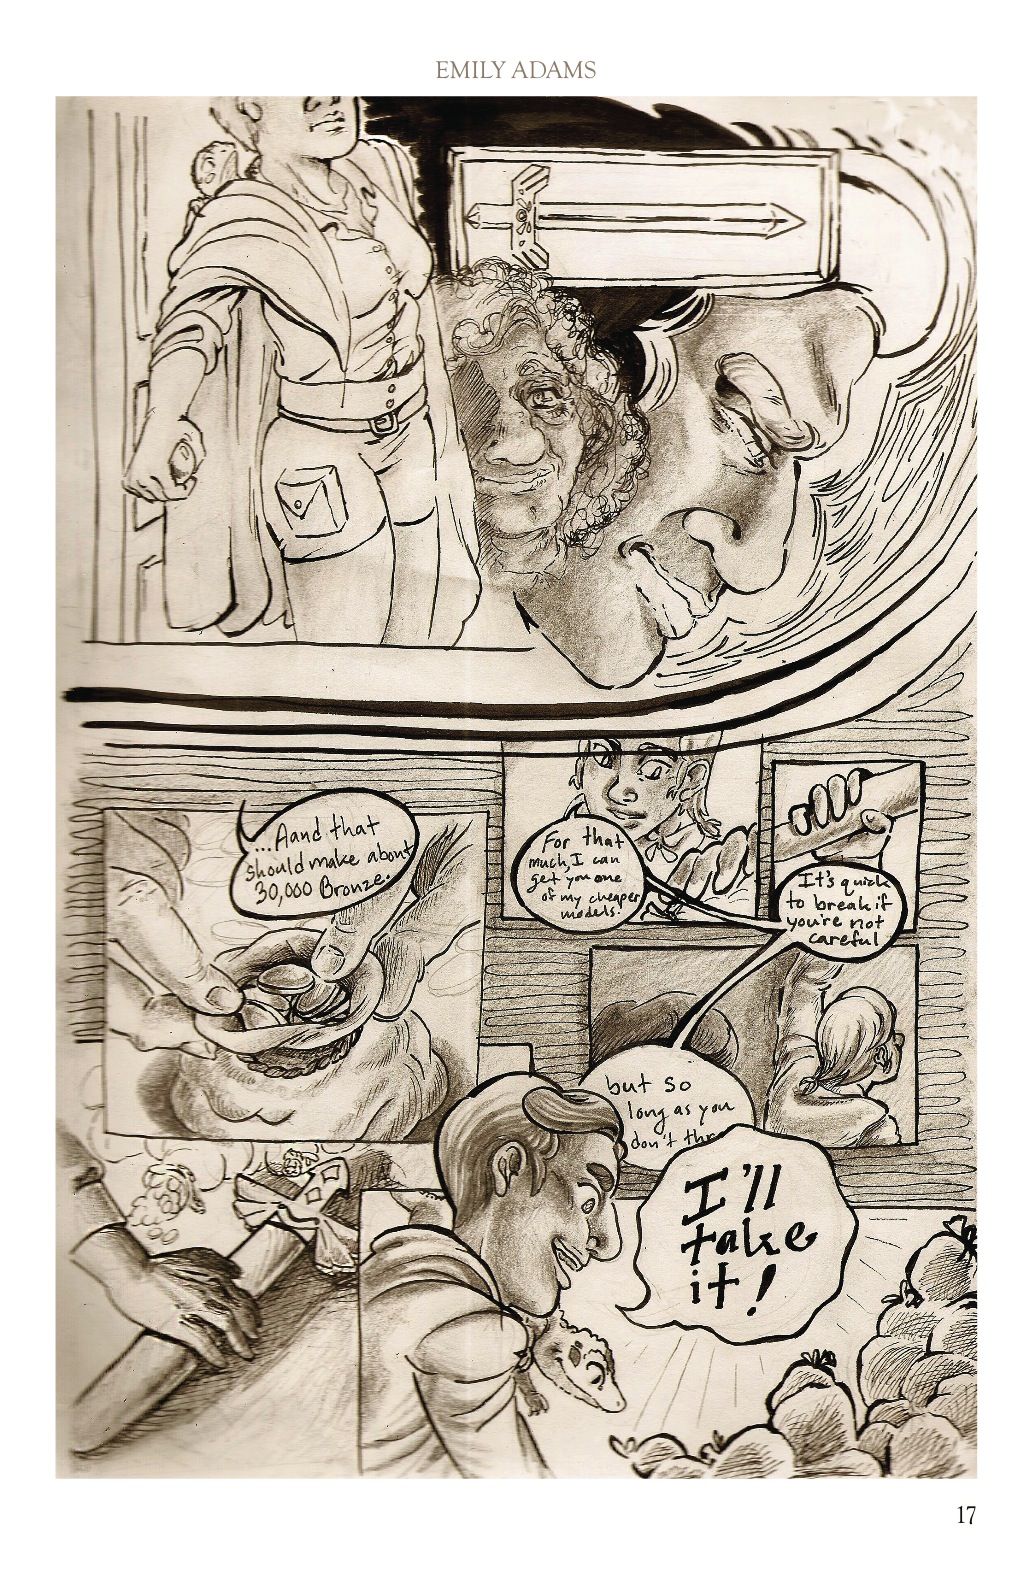 EMILY ADAMS
...Aand that
should make about
30,000 Bronze.
For that
much, I can
get you one
of my cheaper
models.
It's quick
to break if
you're not
careful
but so
long as you
don't thr
I'll
take
it!
17